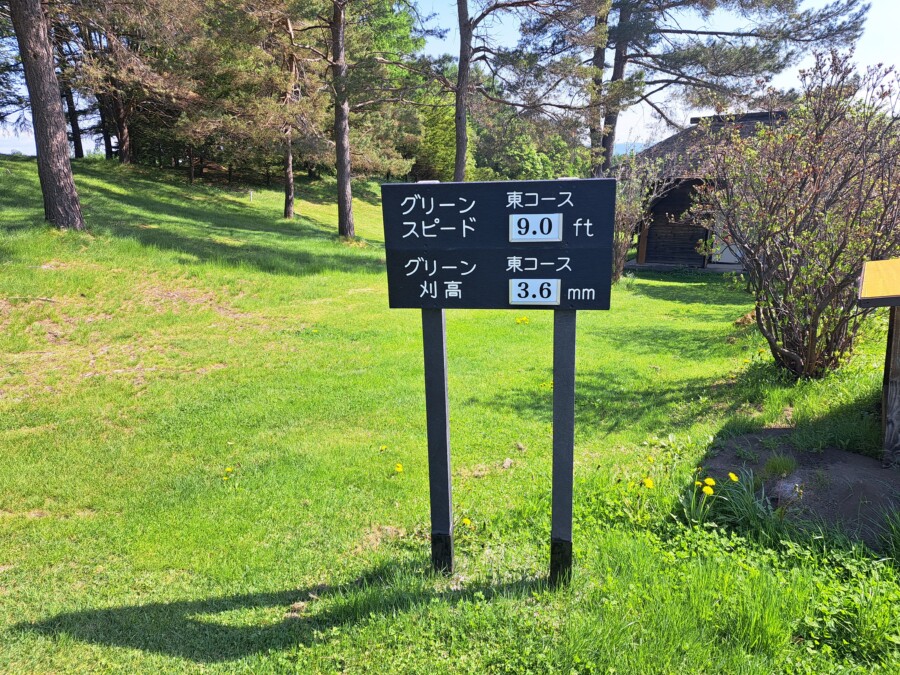 グリーン 東コース
スピード 9.0 ft
グリーン 東コース
刈高 3.6 mm